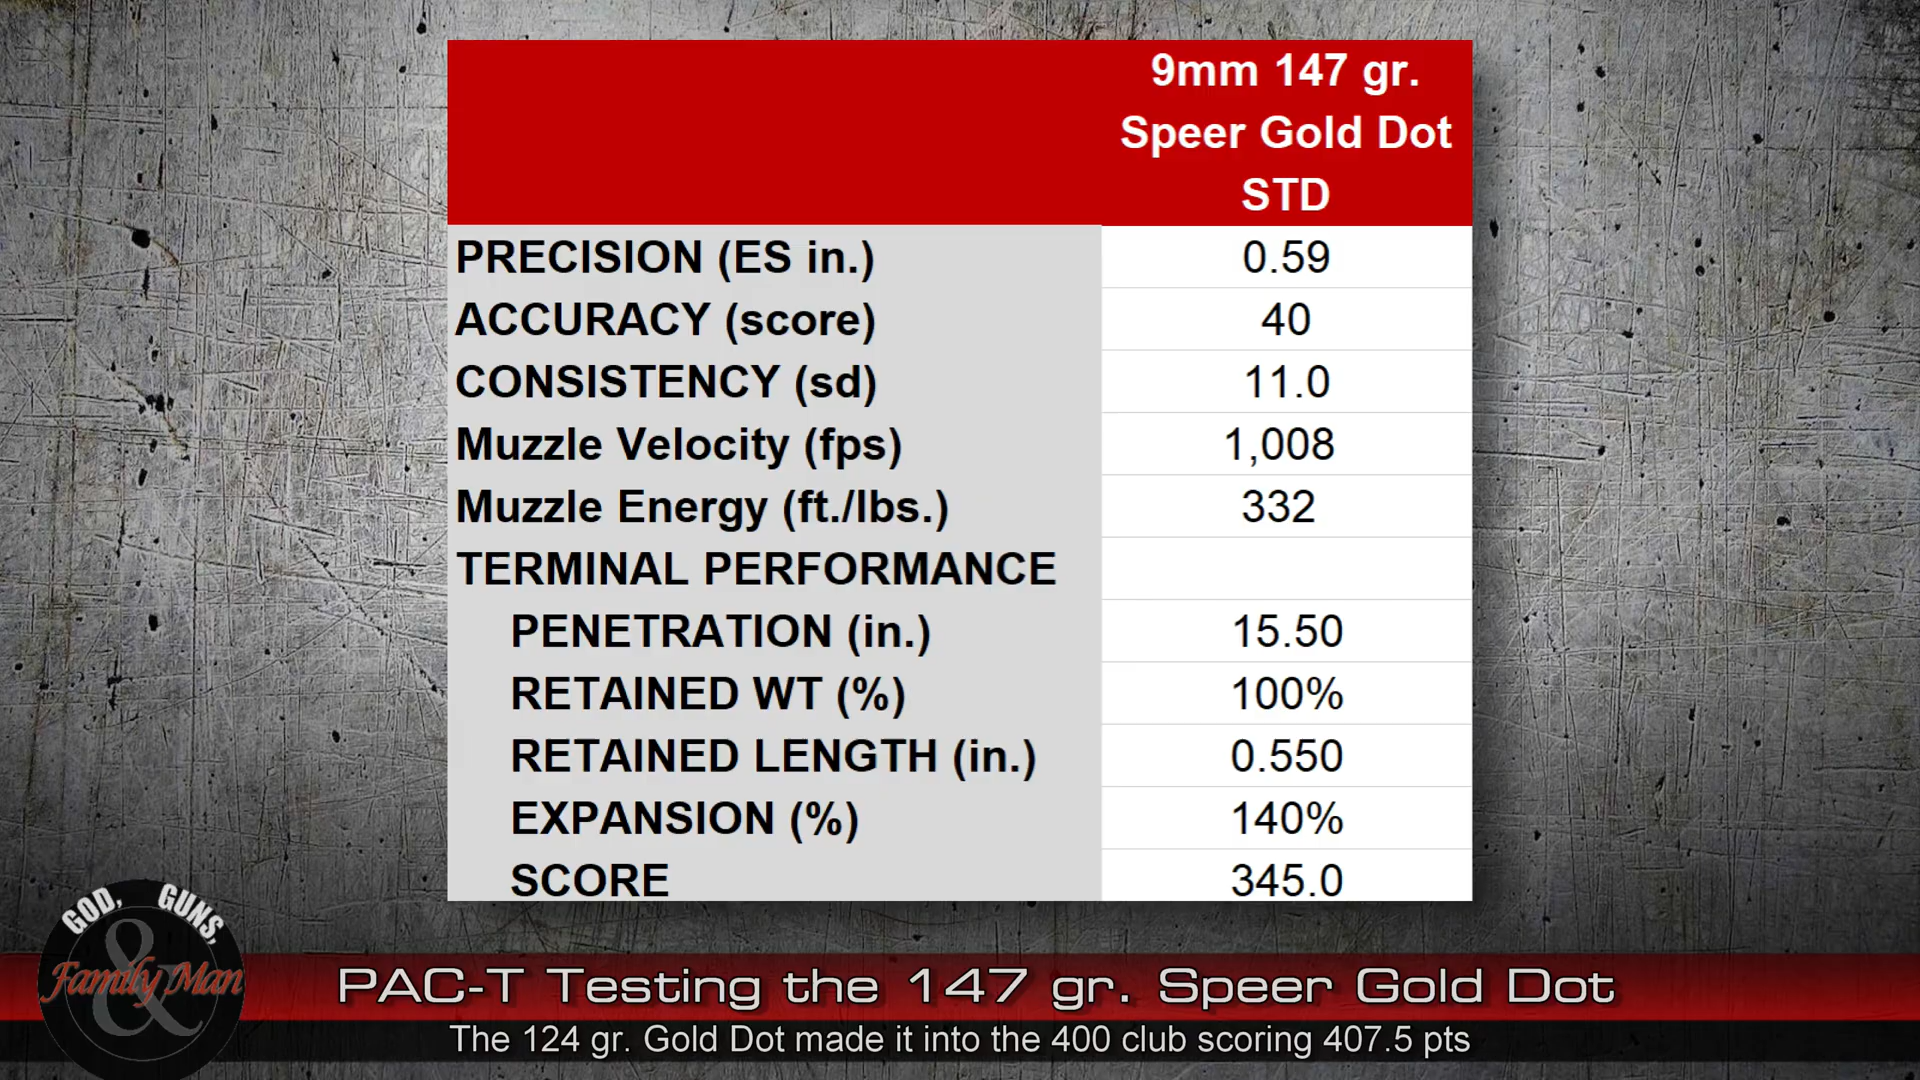 9mm 147 gr.
Speer Gold Dot
STD
PRECISION (ES in.) 0.59
ACCURACY (score) 40
CONSISTENCY (sd) 11.0
Muzzle Velocity (fps) 1,008
Muzzle Energy (ft./lbs.) 332
TERMINAL PERFORMANCE
PENETRATION (in.) 15.50
RETAINED WT (%) 100%
RETAINED LENGTH (in.) 0.550
EXPANSION (%) 140%
SCORE 345.0
GOD, GUNS,
&
Family Man
PAC-T Testing the 147 gr. Speer Gold Dot
The 124 gr. Gold Dot made it into the 400 club scoring 407.5 pts